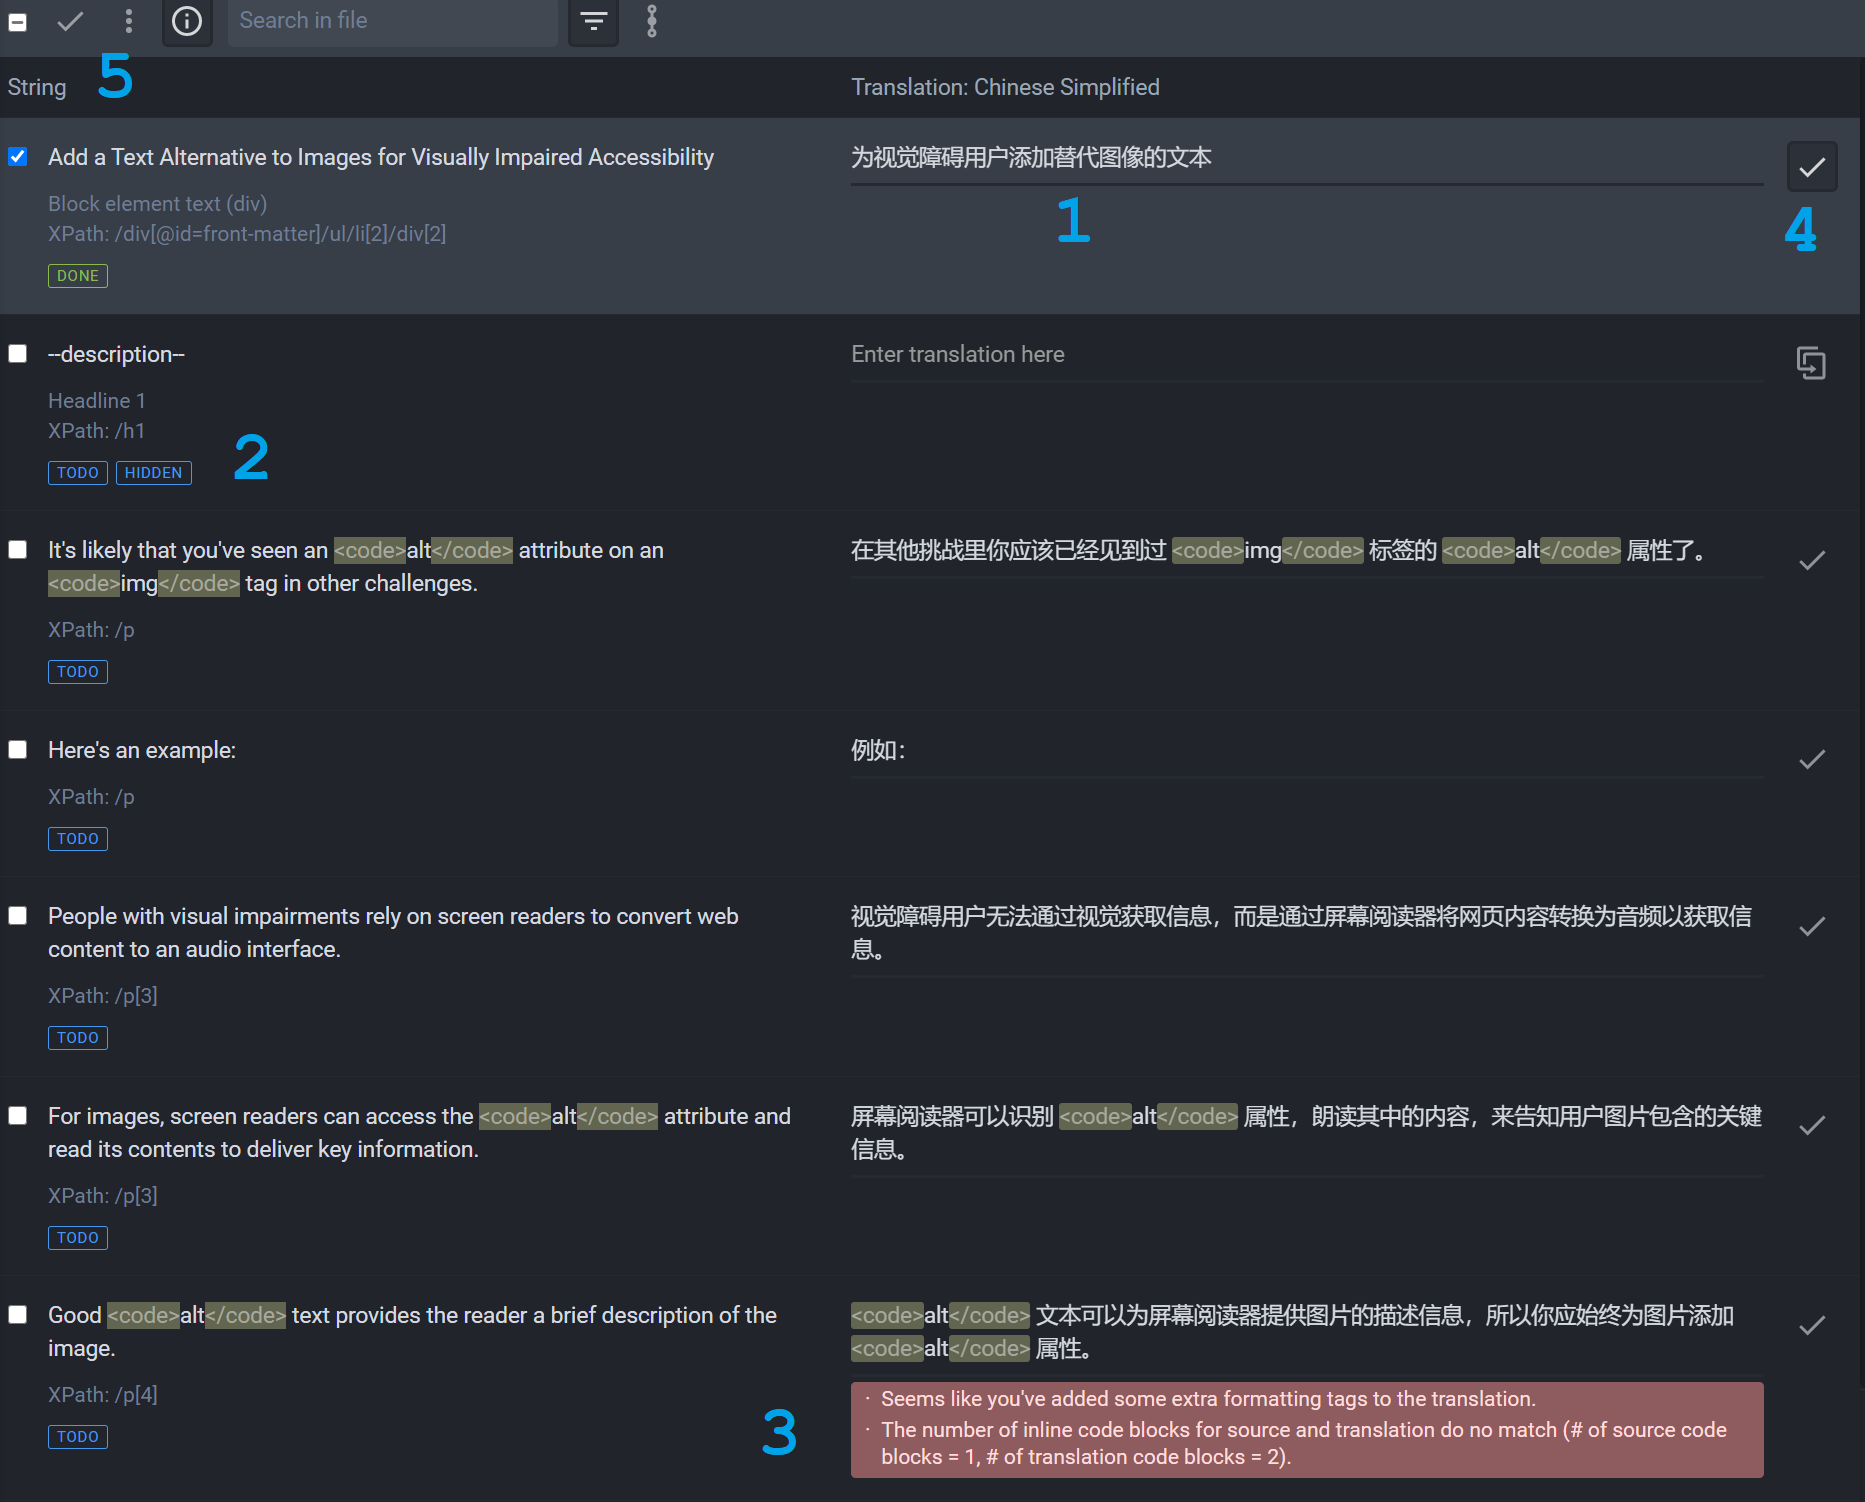 Search in file
5
String
Translation: Chinese Simplified
Add a Text Alternative to Images for Visually Impaired Accessibility
Block element text (div)
XPath: /div[@id=front-matter]/ul/li[2]/div[2]
DONE
为视觉障碍用户添加替代图像的文本
1
4
--description--
Headline 1
XPath: /h1
TODO HIDDEN
2
Enter translation here
It's likely that you've seen an <code>alt</code> attribute on an
<code>img</code> tag in other challenges.
XPath: /p
TODO
在其他挑战里你应该已经见到过 <code>img</code> 标签的 <code>alt</code> 属性了。
Here's an example:
XPath: /p
TODO
例如：
People with visual impairments rely on screen readers to convert web
content to an audio interface.
XPath: /p[3]
TODO
视觉障碍用户无法通过视觉获取信息，而是通过屏幕阅读器将网页内容转换为音频以获取信
息。
For images, screen readers can access the <code>alt</code> attribute and
read its contents to deliver key information.
XPath: /p[3]
TODO
屏幕阅读器可以识别 <code>alt</code> 属性，朗读其中的内容，来告知用户图片包含的关键
信息。
Good <code>alt</code> text provides the reader a brief description of the
image.
XPath: /p[4]
TODO
3
<code>alt</code> 文本可以为屏幕阅读器提供图片的描述信息，所以你应始终为图片添加
<code>alt</code> 属性。
· Seems like you've added some extra formatting tags to the translation.
· The number of inline code blocks for source and translation do no match (# of source code
blocks = 1, # of translation code blocks = 2).